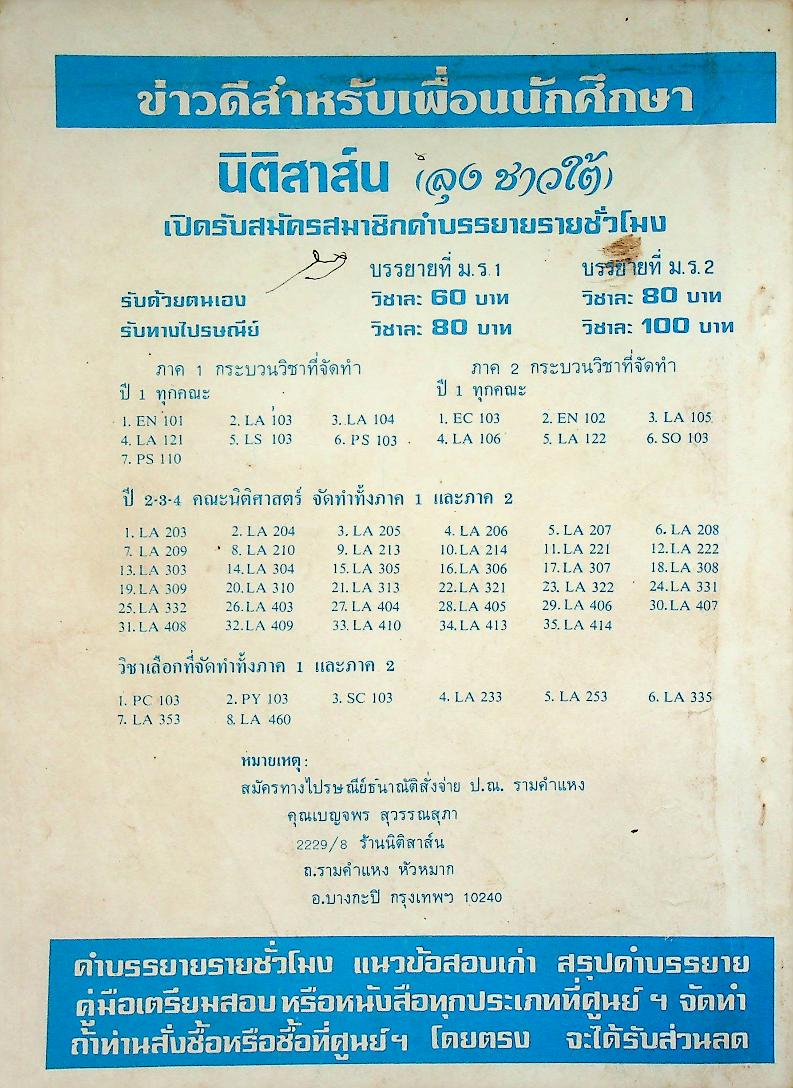 ข่าวดีสำหรับเพื่อนนักศึกษา
นิติสาส์น (ลุง ชาวใต้)
เปิดรับสมัครสมาชิกคำบรรยายรายชั่วโมง
บรรยายที่ ม.ร.1 บรรยายที่ ม.ร.2
รับด้วยตนเอง วิชาละ 60 บาท วิชาละ 80 บาท
รับทางไปรษณีย์ วิชาละ 80 บาท วิชาละ 100 บาท
ภาค 1 กระบวนวิชาที่จัดทำ ภาค 2 กระบวนวิชาที่จัดทำ
ปี 1 ทุกคณะ ปี 1 ทุกคณะ
1. EN 101 2. LA 103 3. LA 104 1. EC 103 2. EN 102 3. LA 105
4. LA 121 5. LS 103 6. PS 103 4. LA 106 5. LA 122 6. SO 103
7. PS 110
ปี 2-3-4 คณะนิติศาสตร์ จัดทำทั้งภาค 1 และภาค 2
1. LA 203 2. LA 204 3. LA 205 4. LA 206 5. LA 207 6. LA 208
7. LA 209 8. LA 210 9. LA 213 10. LA 214 11. LA 221 12. LA 222
13. LA 303 14. LA 304 15. LA 305 16. LA 306 17. LA 307 18. LA 308
19. LA 309 20. LA 310 21. LA 313 22. LA 321 23. LA 322 24. LA 331
25. LA 332 26. LA 403 27. LA 404 28. LA 405 29. LA 406 30. LA 407
31. LA 408 32. LA 409 33. LA 410 34. LA 413 35. LA 414
วิชาเลือกที่จัดทำทั้งภาค 1 และภาค 2
1. PC 103 2. PY 103 3. SC 103 4. LA 233 5. LA 253 6. LA 335
7. LA 353 8. LA 460
หมายเหตุ :
สมัครทางไปรษณีย์ธนาณัติสั่งจ่าย ป.ณ. รามคำแหง
คุณเบญจพร สุวรรณสุภา
2229/8 ร้านนิติสาส์น
ถ.รามคำแหง หัวหมาก
อ.บางกะปิ กรุงเทพฯ 10240
คำบรรยายรายชั่วโมง แนวข้อสอบเก่า สรุปคำบรรยาย
คู่มือเตรียมสอบ หรือหนังสือทุกประเภทที่ศูนย์ ฯ จัดทำ
ถ้าท่านสั่งซื้อหรือซื้อที่ศูนย์ ฯ โดยตรง จะได้รับส่วนลด